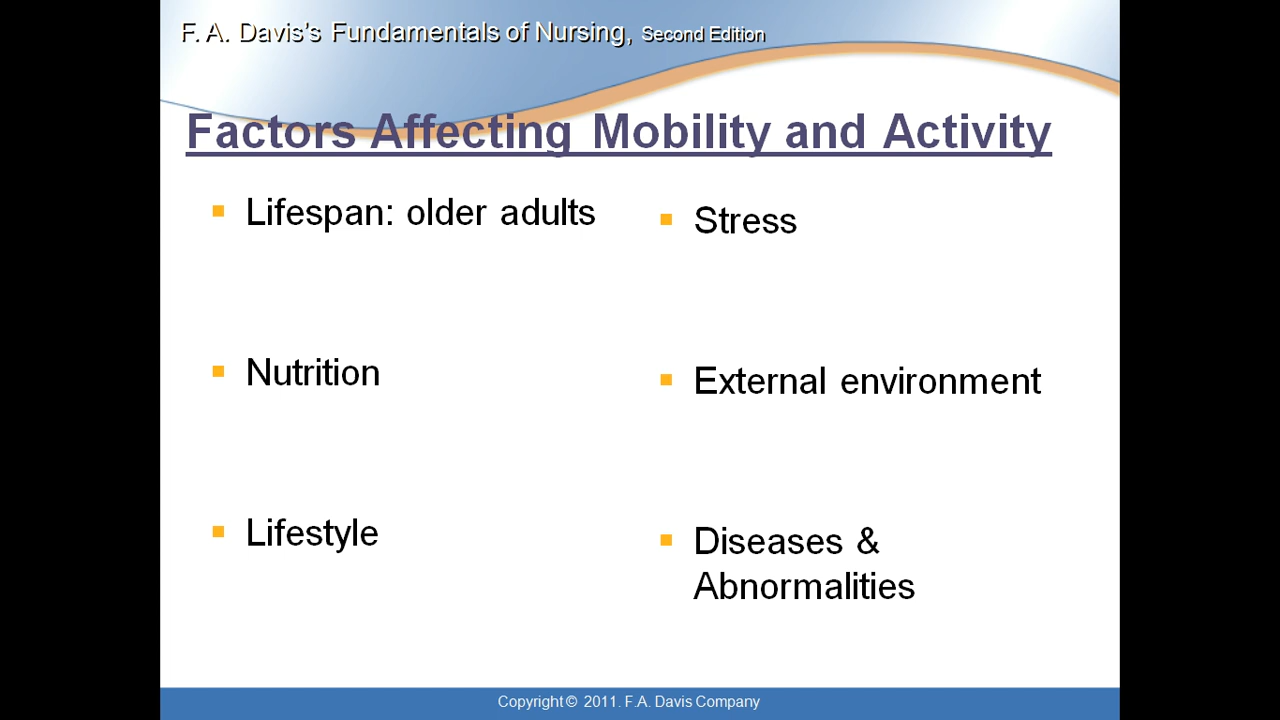 F. A. Davis's Fundamentals of Nursing, Second Edition
Factors Affecting Mobility and Activity
Lifespan: older adults
Nutrition
Lifestyle
Stress
External environment
Diseases &
Abnormalities
Copyright © 2011. F.A. Davis Company